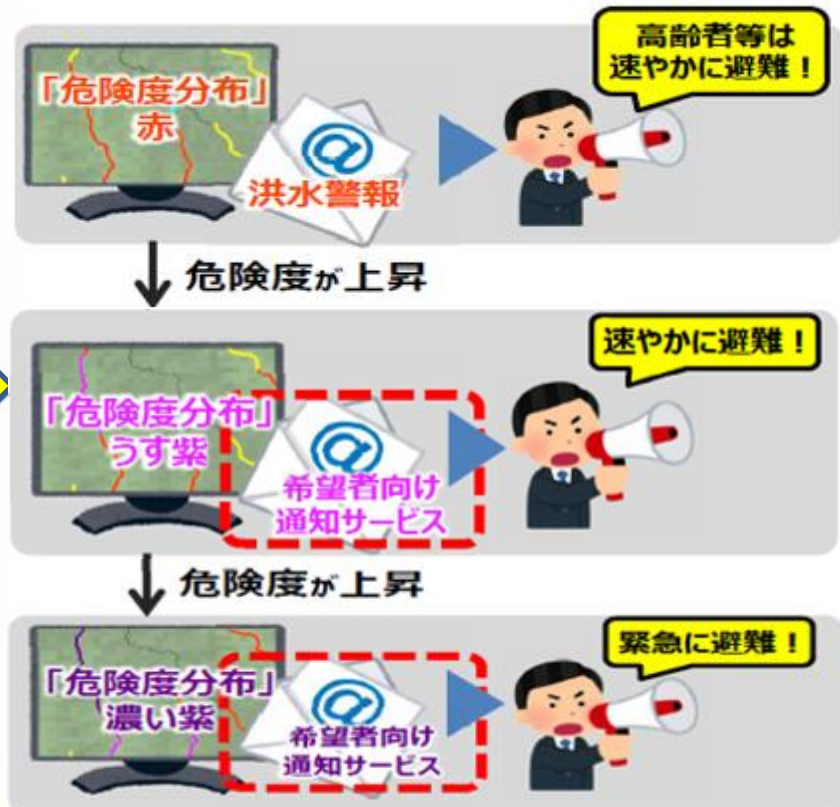 「危険度分布」
赤
@
洪水警報
高齢者等は
速やかに避難！
危険度が上昇
「危険度分布」
うす紫
@
希望者向け
通知サービス
速やかに避難！
危険度が上昇
「危険度分布」
濃い紫
@
希望者向け
通知サービス
緊急に避難！